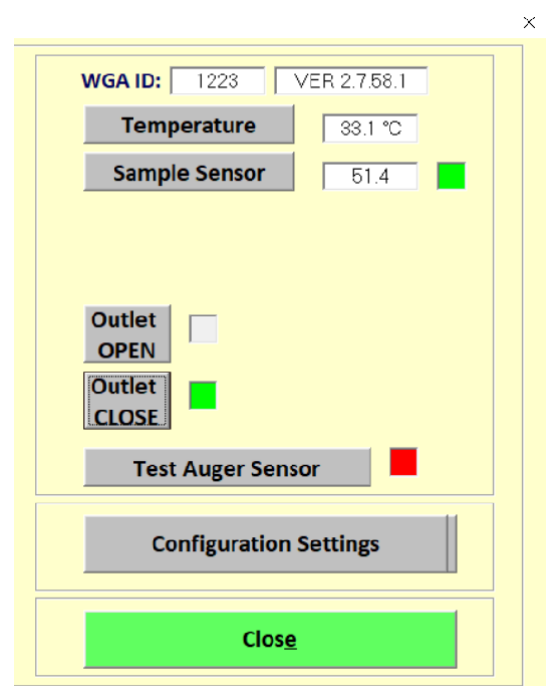 WGA ID: 1223 VER 2.7.58.1
Temperature 33.1 °C
Sample Sensor 51.4
Outlet
OPEN
Outlet
CLOSE
Test Auger Sensor
Configuration Settings
Close